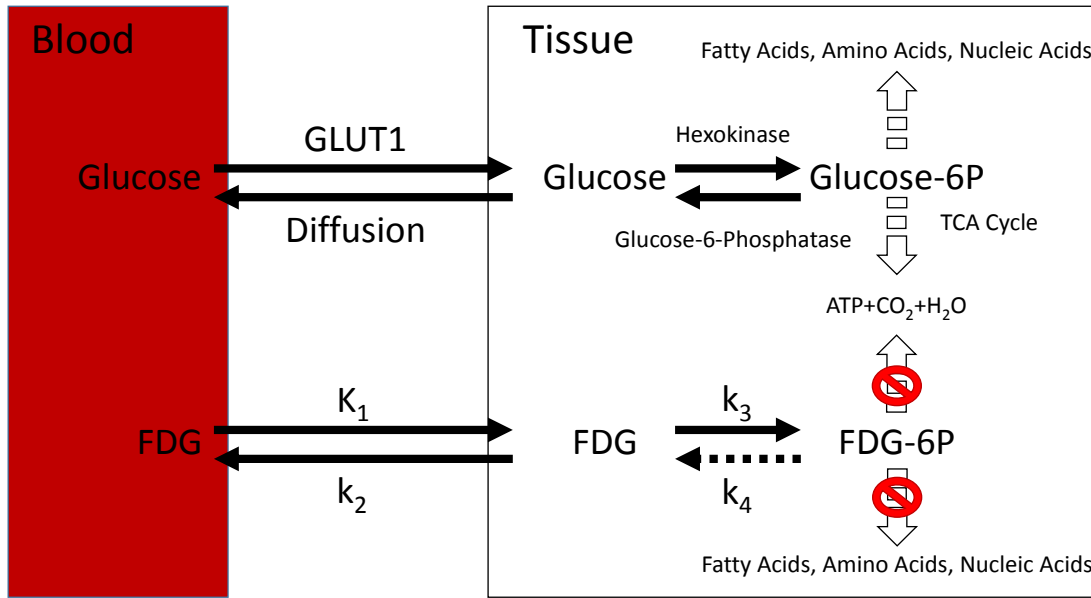 Blood
Tissue
Fatty Acids, Amino Acids, Nucleic Acids
GLUT1
Hexokinase
Glucose
Glucose
Glucose-6P
Diffusion
Glucose-6-Phosphatase
TCA Cycle
ATP+CO₂+H₂O
K₁
k₃
FDG
FDG
FDG-6P
k₂
k₄
Fatty Acids, Amino Acids, Nucleic Acids